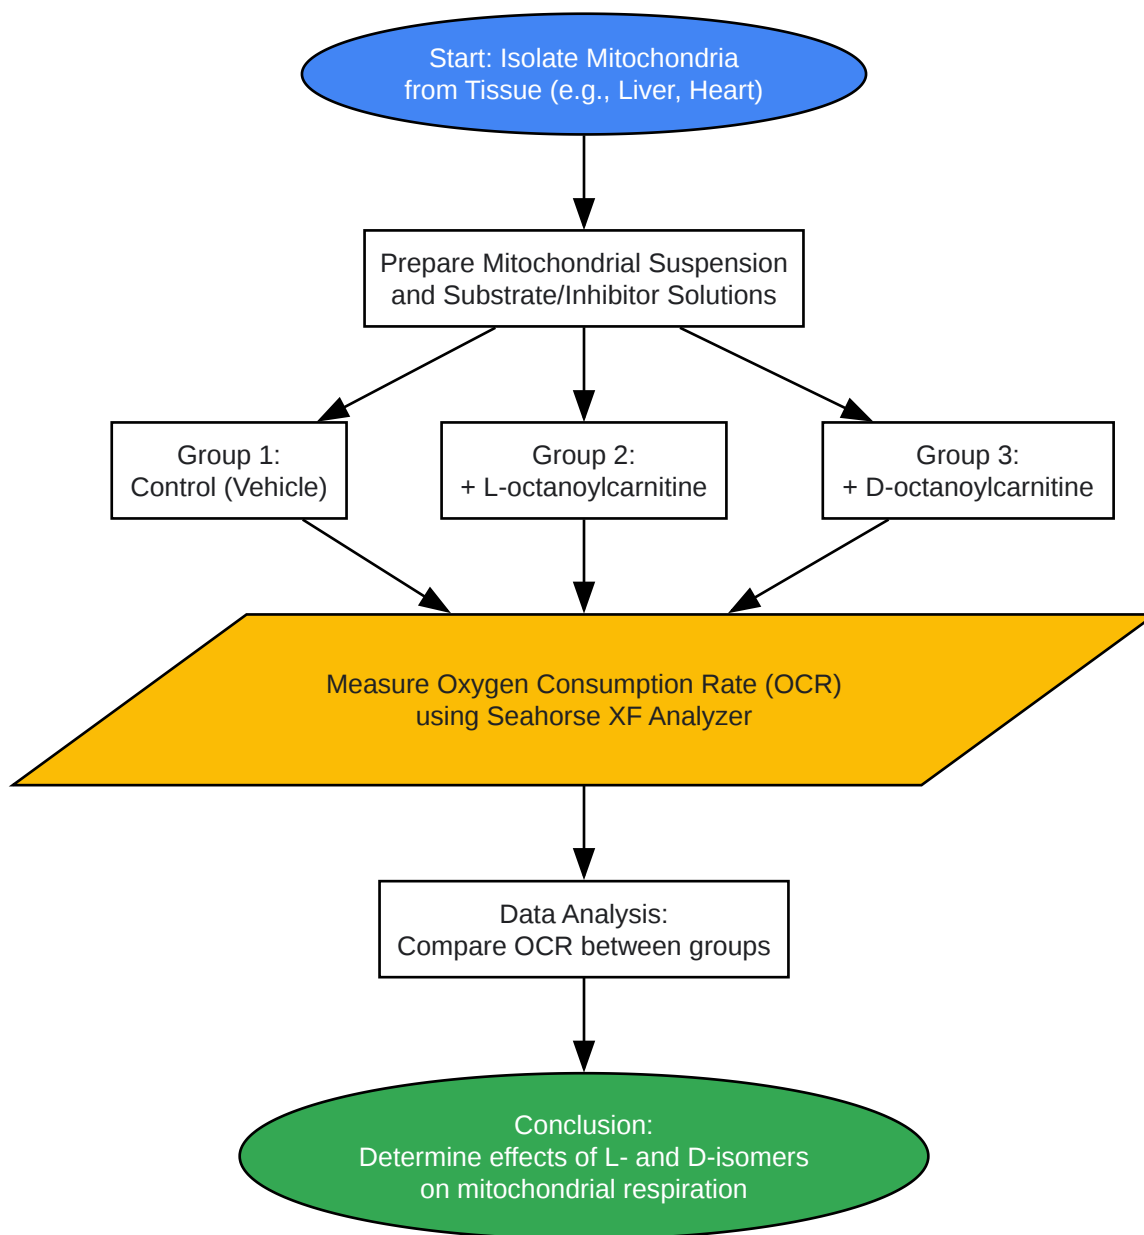 Start: Isolate Mitochondria
from Tissue (e.g., Liver, Heart)
Prepare Mitochondrial Suspension
and Substrate/Inhibitor Solutions
Group 1:
Control (Vehicle)
Group 2:
+ L-octanoylcarnitine
Group 3:
+ D-octanoylcarnitine
Measure Oxygen Consumption Rate (OCR)
using Seahorse XF Analyzer
Data Analysis:
Compare OCR between groups
Conclusion:
Determine effects of L- and D-isomers
on mitochondrial respiration